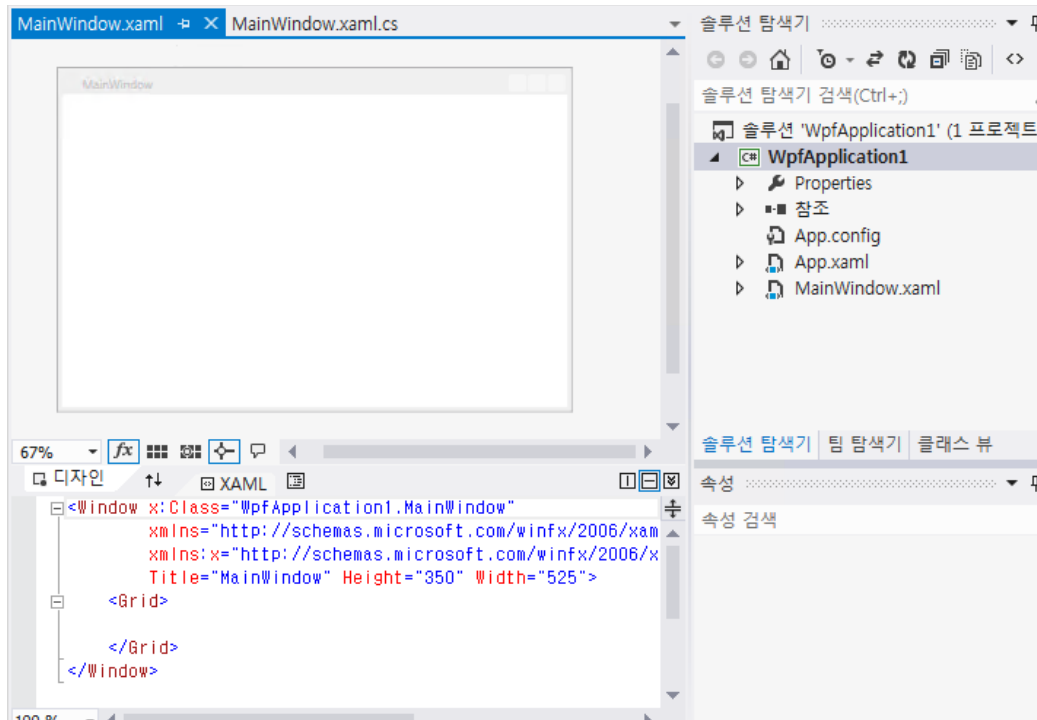 MainWindow.xaml
MainWindow.xaml.cs
MainWindow
67%
fx
디자인
XAML
<Window x:Class="WpfApplication1.MainWindow"
xmlns="http://schemas.microsoft.com/winfx/2006/xam
xmlns:x="http://schemas.microsoft.com/winfx/2006/x
Title="MainWindow" Height="350" Width="525">
<Grid>
</Grid>
</Window>
100 %
솔루션 탐색기
솔루션 탐색기 검색(Ctrl+;)
솔루션 'WpfApplication1' (1 프로젝트
C# WpfApplication1
Properties
참조
App.config
App.xaml
MainWindow.xaml
솔루션 탐색기 팀 탐색기 클래스 뷰
속성
속성 검색